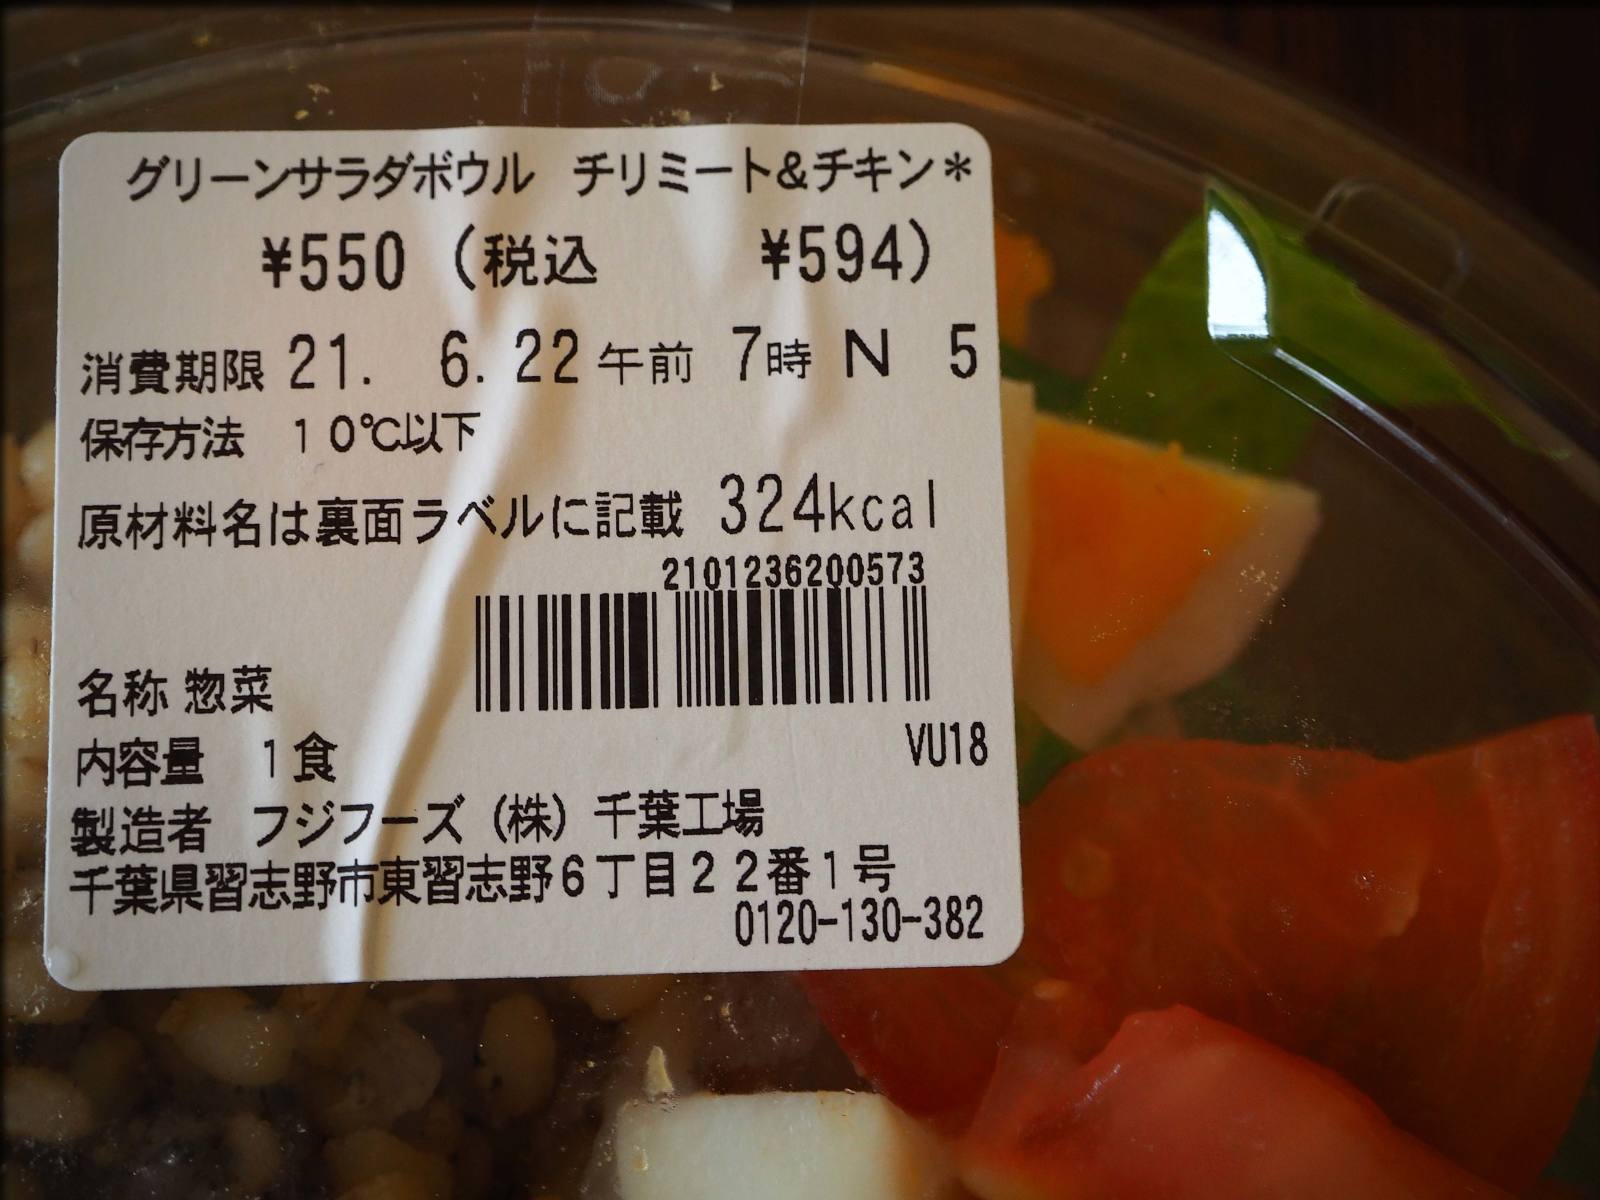 グリーンサラダボウル チリミート&チキン*
¥550 (税込 ¥594)
消費期限 21. 6. 22 午前 7時 N 5
保存方法 10℃以下
原材料名は裏面ラベルに記載 324kcal
2101236200573
名称 惣菜
VU18
内容量 1食
製造者 フジフーズ (株) 千葉工場
千葉県習志野市東習志野6丁目22番1号
0120-130-382